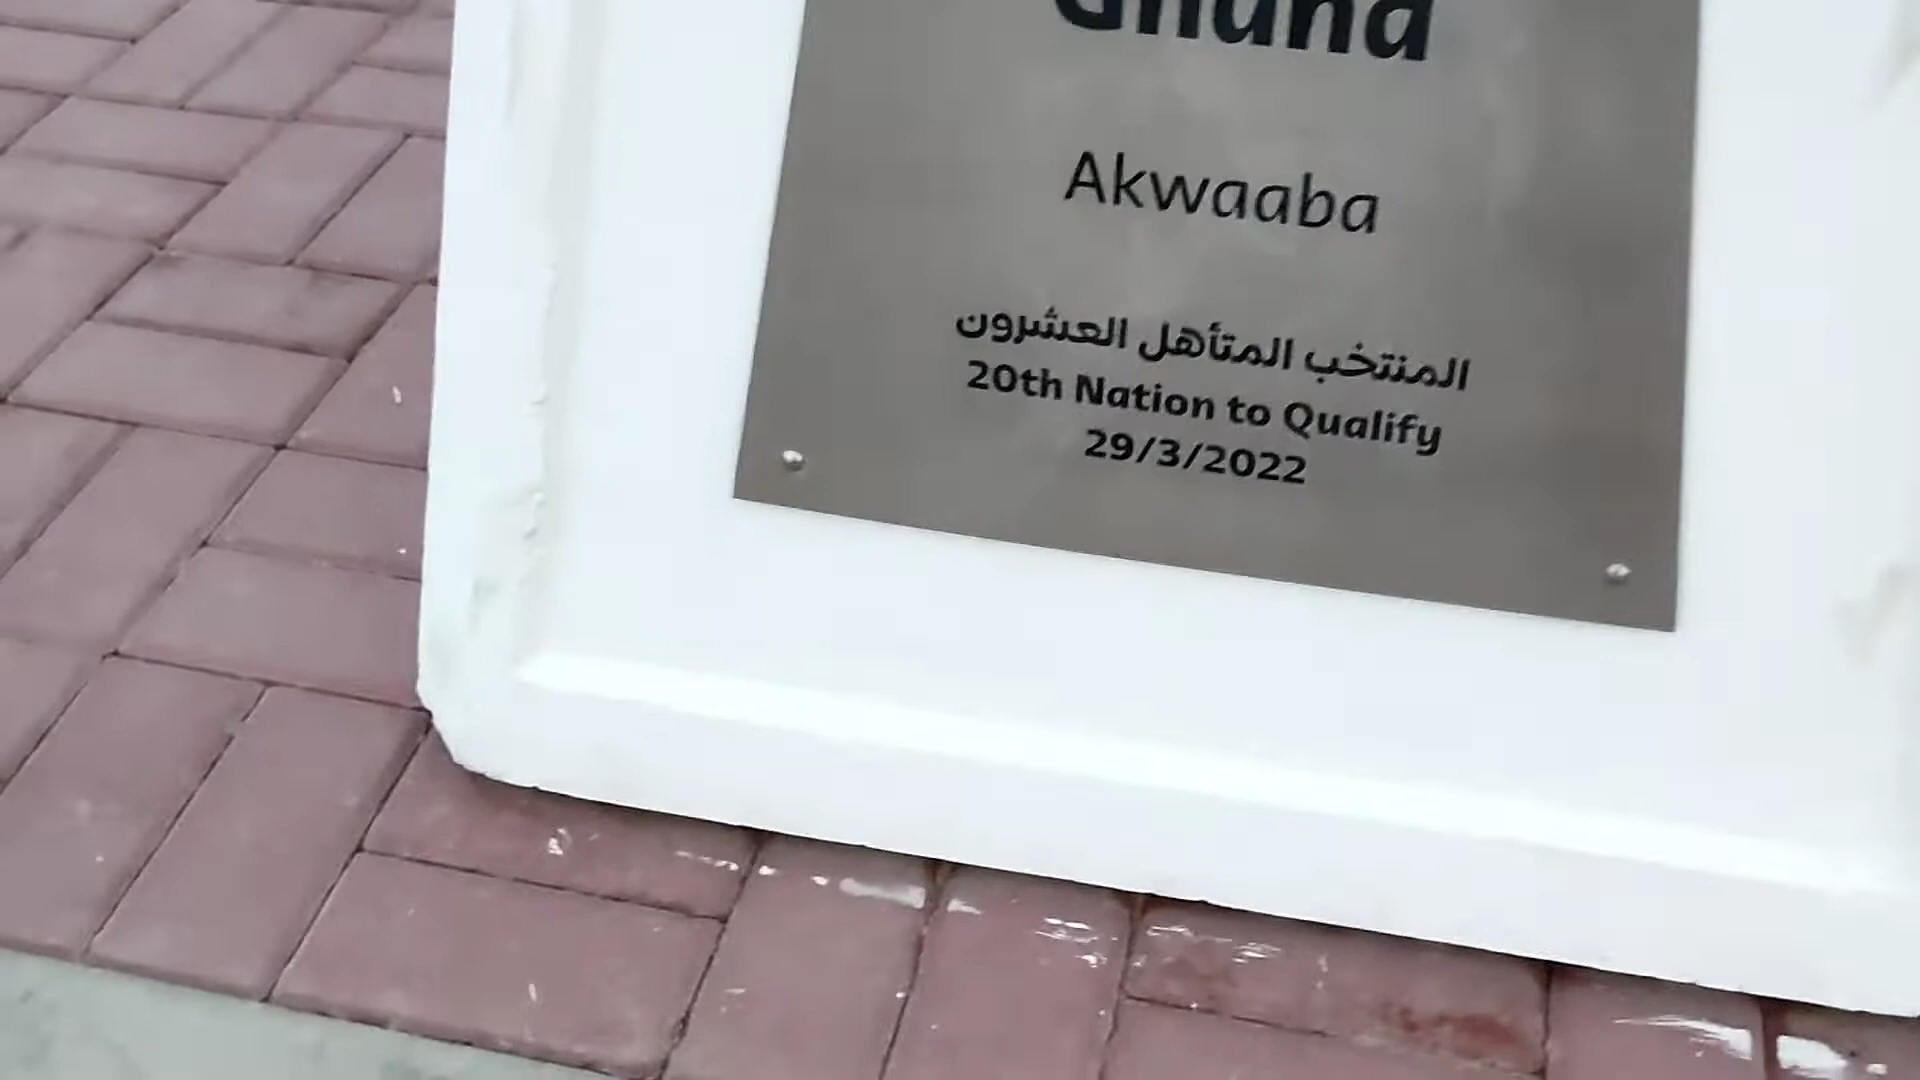 Ghana
Akwaaba
المنتخب المتأهل العشرون
20th Nation to Qualify
29/3/2022